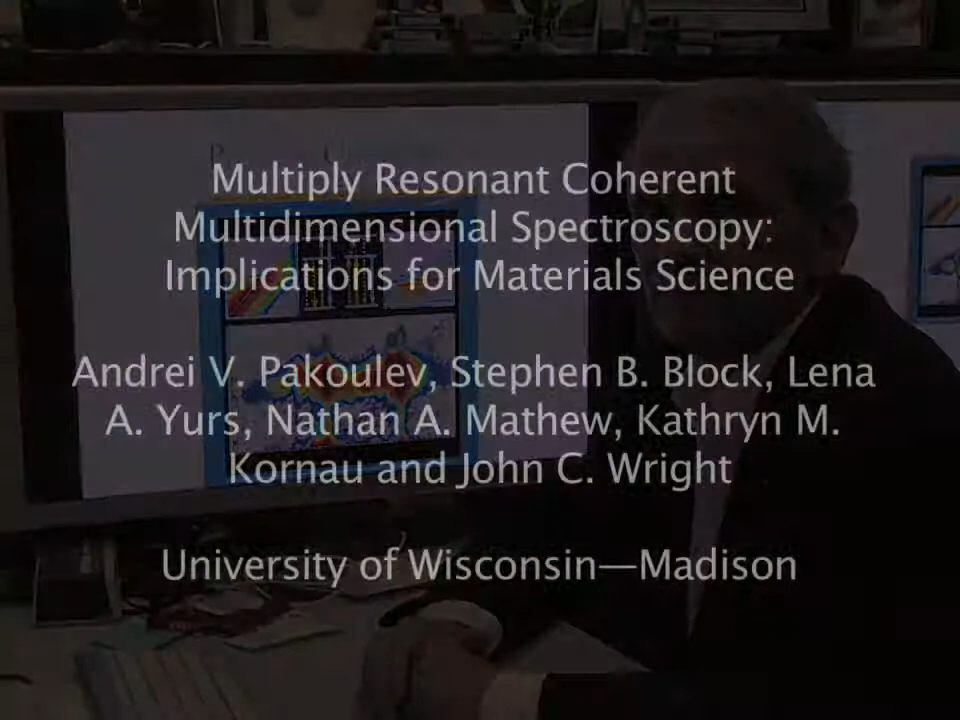 Multiply Resonant Coherent
Multidimensional Spectroscopy:
Implications for Materials Science
Andrei V. Pakoulev, Stephen B. Block, Lena
A. Yurs, Nathan A. Mathew, Kathryn M.
Kornau and John C. Wright
University of Wisconsin—Madison